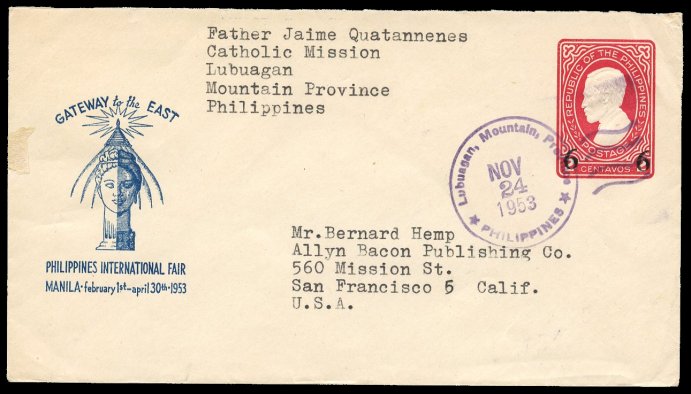 Father Jaime Quatannenes
Catholic Mission
Lubuagan
Mountain Province
Philippines
GATEWAY to the EAST
PHILIPPINES INTERNATIONAL FAIR
MANILA·february 1st–april 30th·1953
REPUBLIC OF THE PHILIPPINES
POSTAGE
6 6
CENTAVOS
Lubuagan, Mountain,
NOV
24
1953
★ PHILIPPINES ★
Mr.Bernard Hemp
Allyn Bacon Publishing Co.
560 Mission St.
San Francisco 5 Calif.
U.S.A.